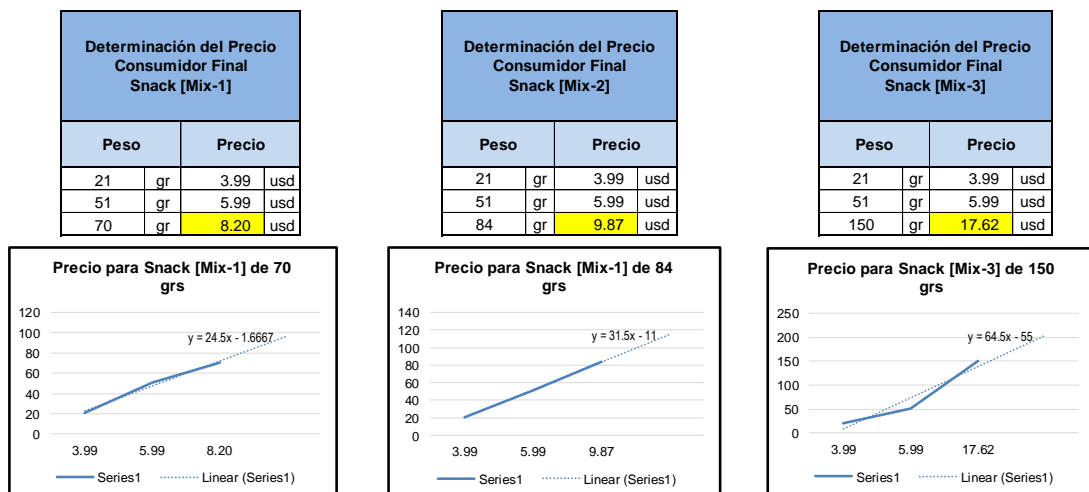 Determinación del Precio
Consumidor Final
Snack [Mix-1]
Peso Precio
21 gr 3.99 usd
51 gr 5.99 usd
70 gr 8.20 usd
Determinación del Precio
Consumidor Final
Snack [Mix-2]
Peso Precio
21 gr 3.99 usd
51 gr 5.99 usd
84 gr 9.87 usd
Determinación del Precio
Consumidor Final
Snack [Mix-3]
Peso Precio
21 gr 3.99 usd
51 gr 5.99 usd
150 gr 17.62 usd
Precio para Snack [Mix-1] de 70
grs
120
100
80
60
40
20
0
y = 24.5x - 1.6667
3.99 5.99 8.20
Series1 Linear (Series1)
Precio para Snack [Mix-1] de 84
grs
140
120
100
80
60
40
20
0
y = 31.5x - 11
3.99 5.99 9.87
Series1 Linear (Series1)
Precio para Snack [Mix-3] de 150
grs
250
200
150
100
50
0
y = 64.5x - 55
3.99 5.99 17.62
Series1 Linear (Series1)